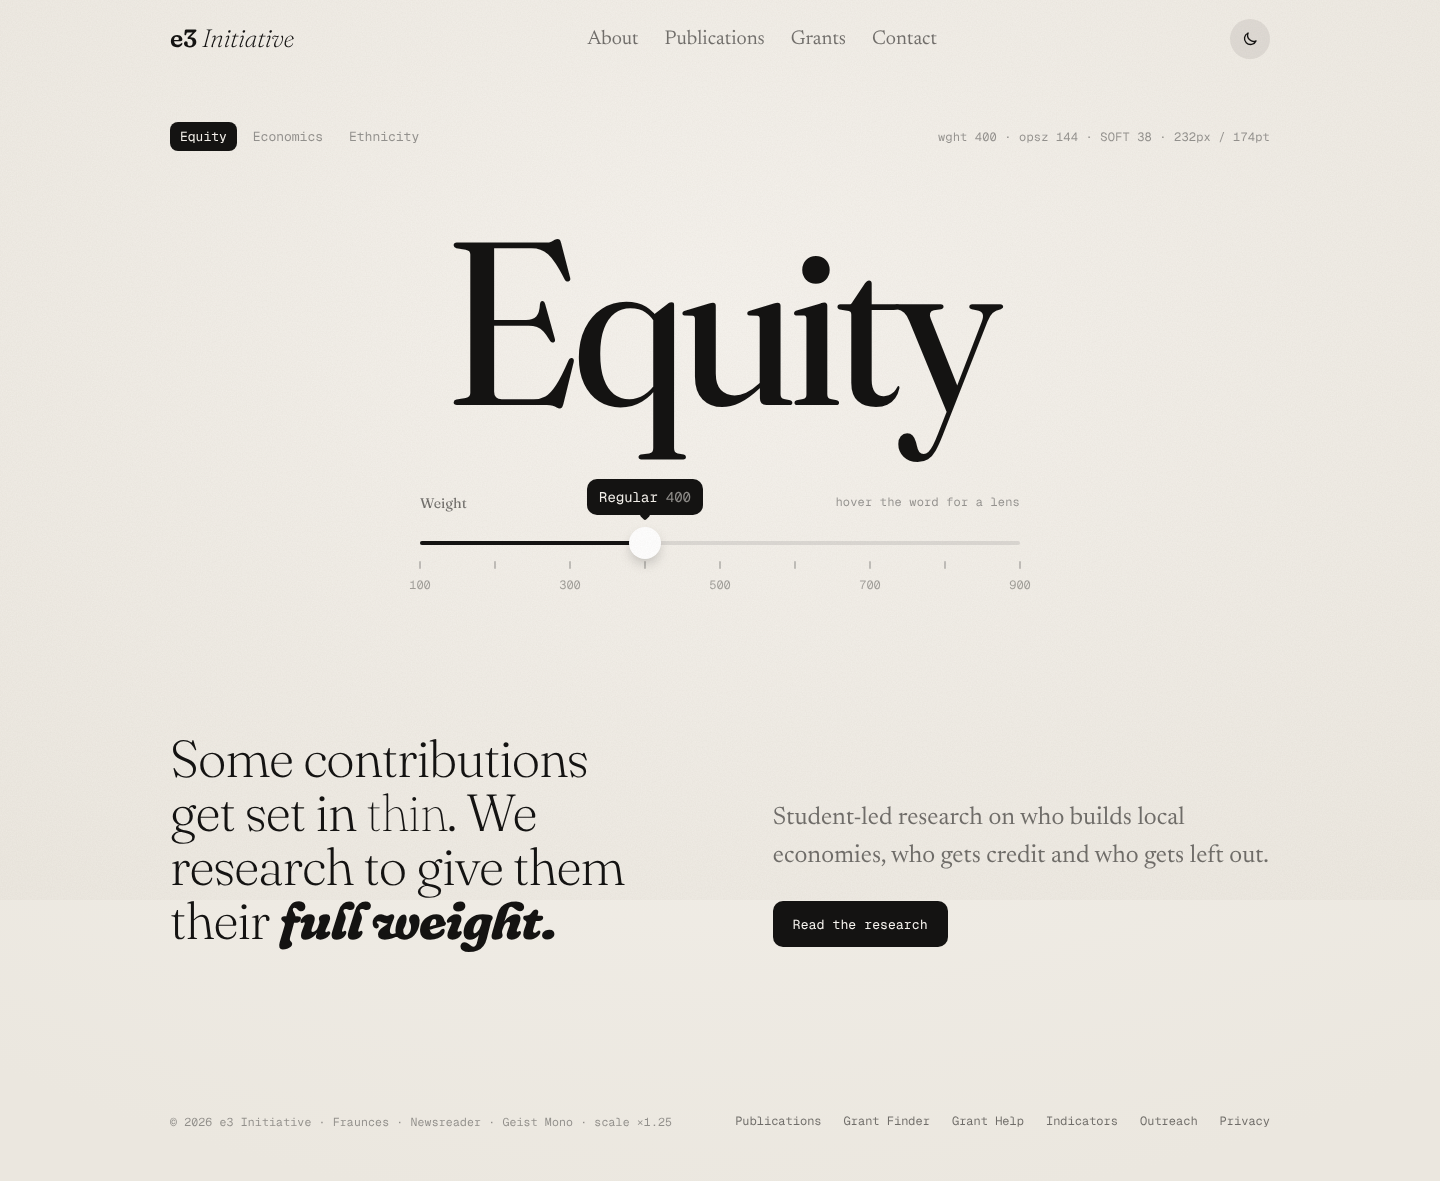 e3 Initiative
About Publications Grants Contact
Equity Economics Ethnicity
wght 400 · opsz 144 · SOFT 38 · 232px / 174pt
Equity
Weight
Regular 400
hover the word for a lens
100 300 500 700 900
Some contributions
get set in thin. We
research to give them
their full weight.
Student-led research on who builds local
economies, who gets credit and who gets left out.
Read the research
© 2026 e3 Initiative · Fraunces · Newsreader · Geist Mono · scale ×1.25
Publications Grant Finder Grant Help Indicators Outreach Privacy